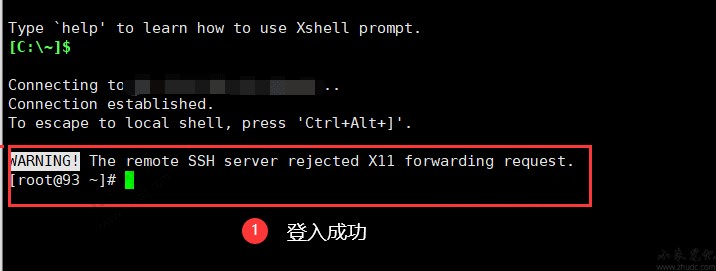 Type `help' to learn how to use Xshell prompt.
[C:\~]$
Connecting to ..
Connection established.
To escape to local shell, press 'Ctrl+Alt+]'.
WARNING! The remote SSH server rejected X11 forwarding request.
[root@93 ~]#
1 登入成功
www.zhudc.com